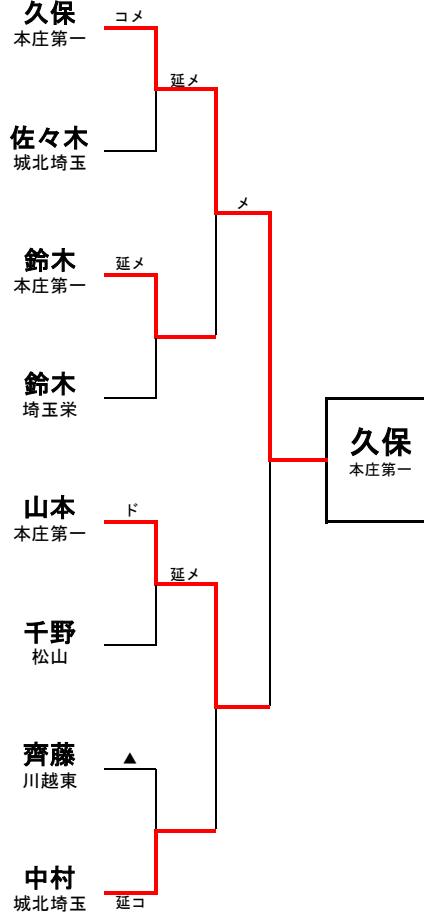 久保
本庄第一
コメ
延メ
佐々木
城北埼玉
メ
鈴木
本庄第一
延メ
鈴木
埼玉栄
久保
本庄第一
山本
本庄第一
ド
延メ
千野
松山
齊藤
川越東
▲
中村
城北埼玉
延コ